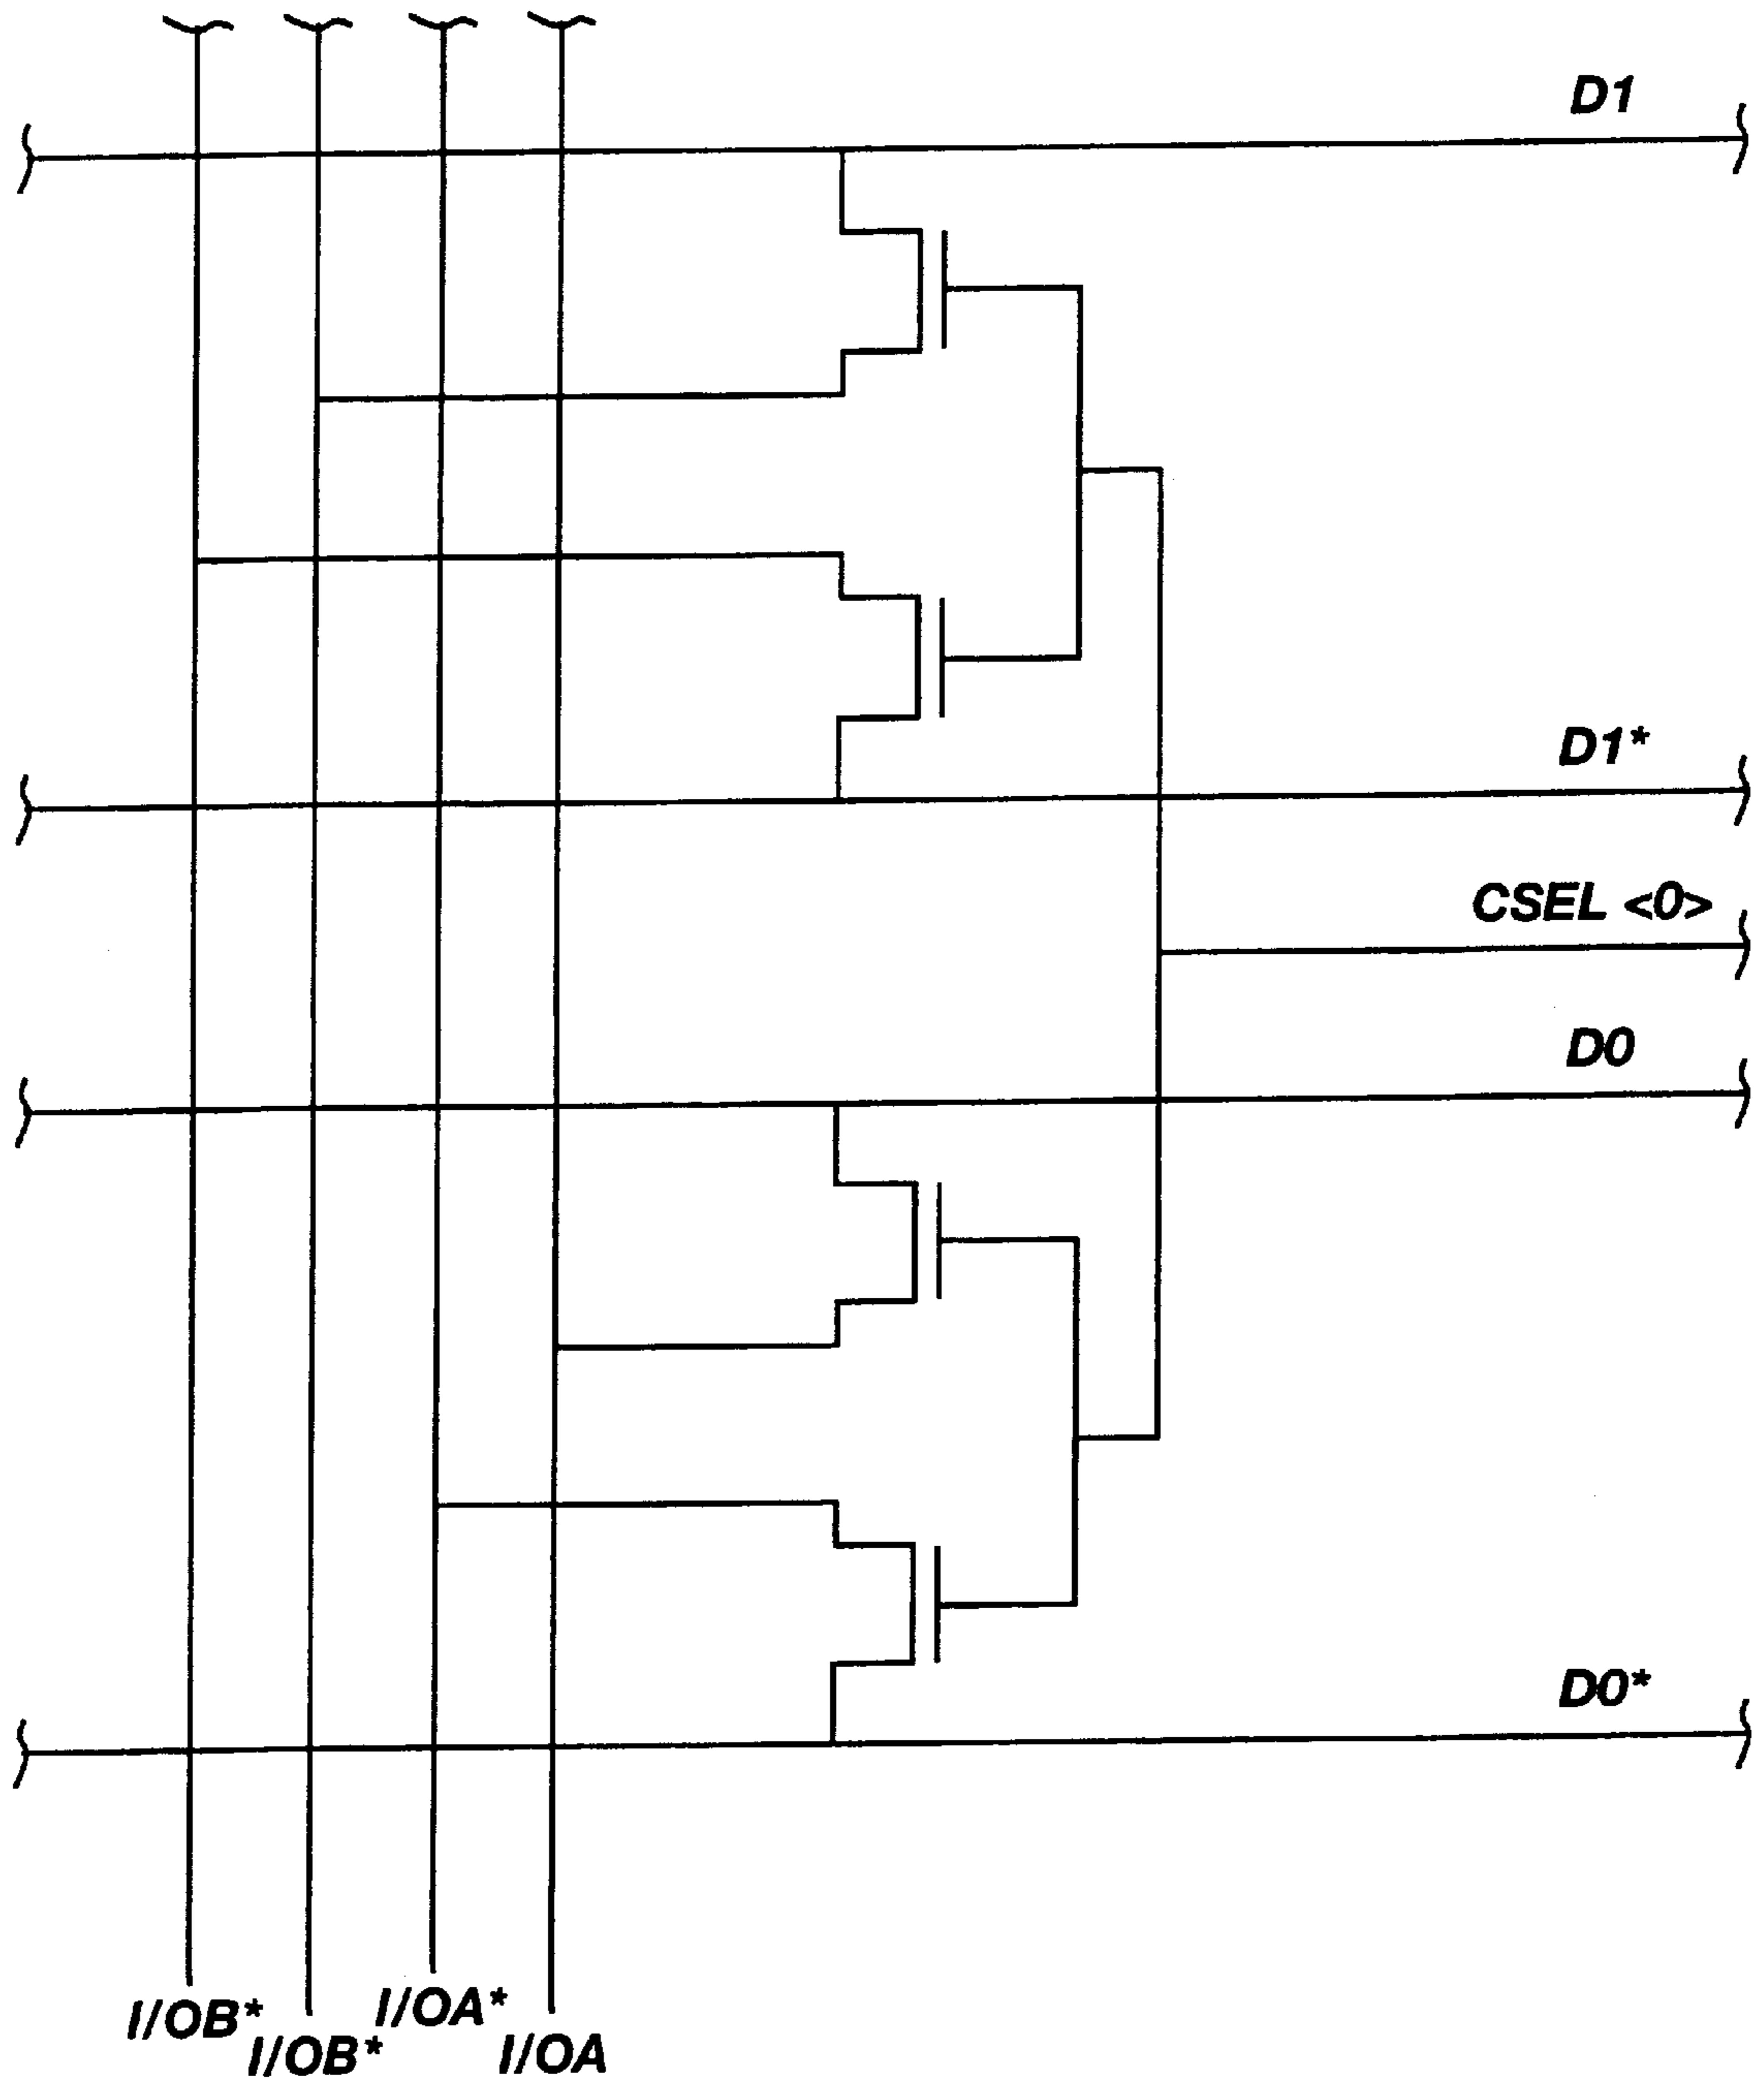 D1
D1*
CSEL <0>
D0
D0*
I/OB*
I/OB*
I/OA*
I/OA